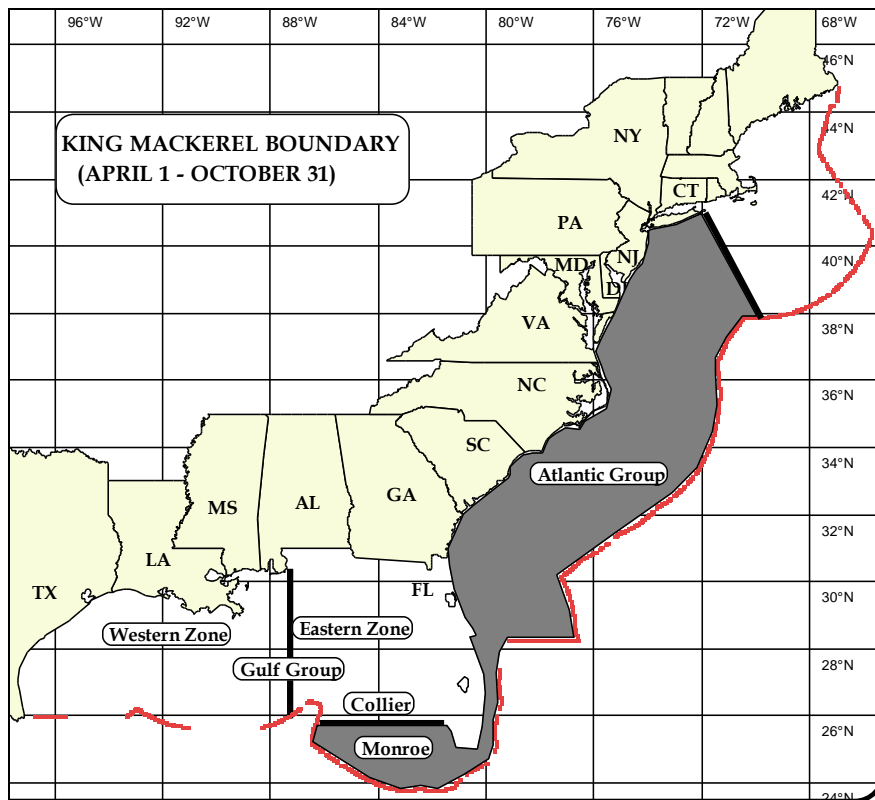 96°W 92°W 88°W 84°W 80°W 76°W 72°W 68°W
46°N
KING MACKEREL BOUNDARY
(APRIL 1 - OCTOBER 31)
NY
44°N
CT
42°N
PA
NJ
40°N
MD
VA
38°N
NC
36°N
SC
Atlantic Group
34°N
MS
AL
GA
32°N
LA
TX
FL
30°N
Western Zone
Eastern Zone
28°N
Gulf Group
Collier
26°N
Monroe
24°N